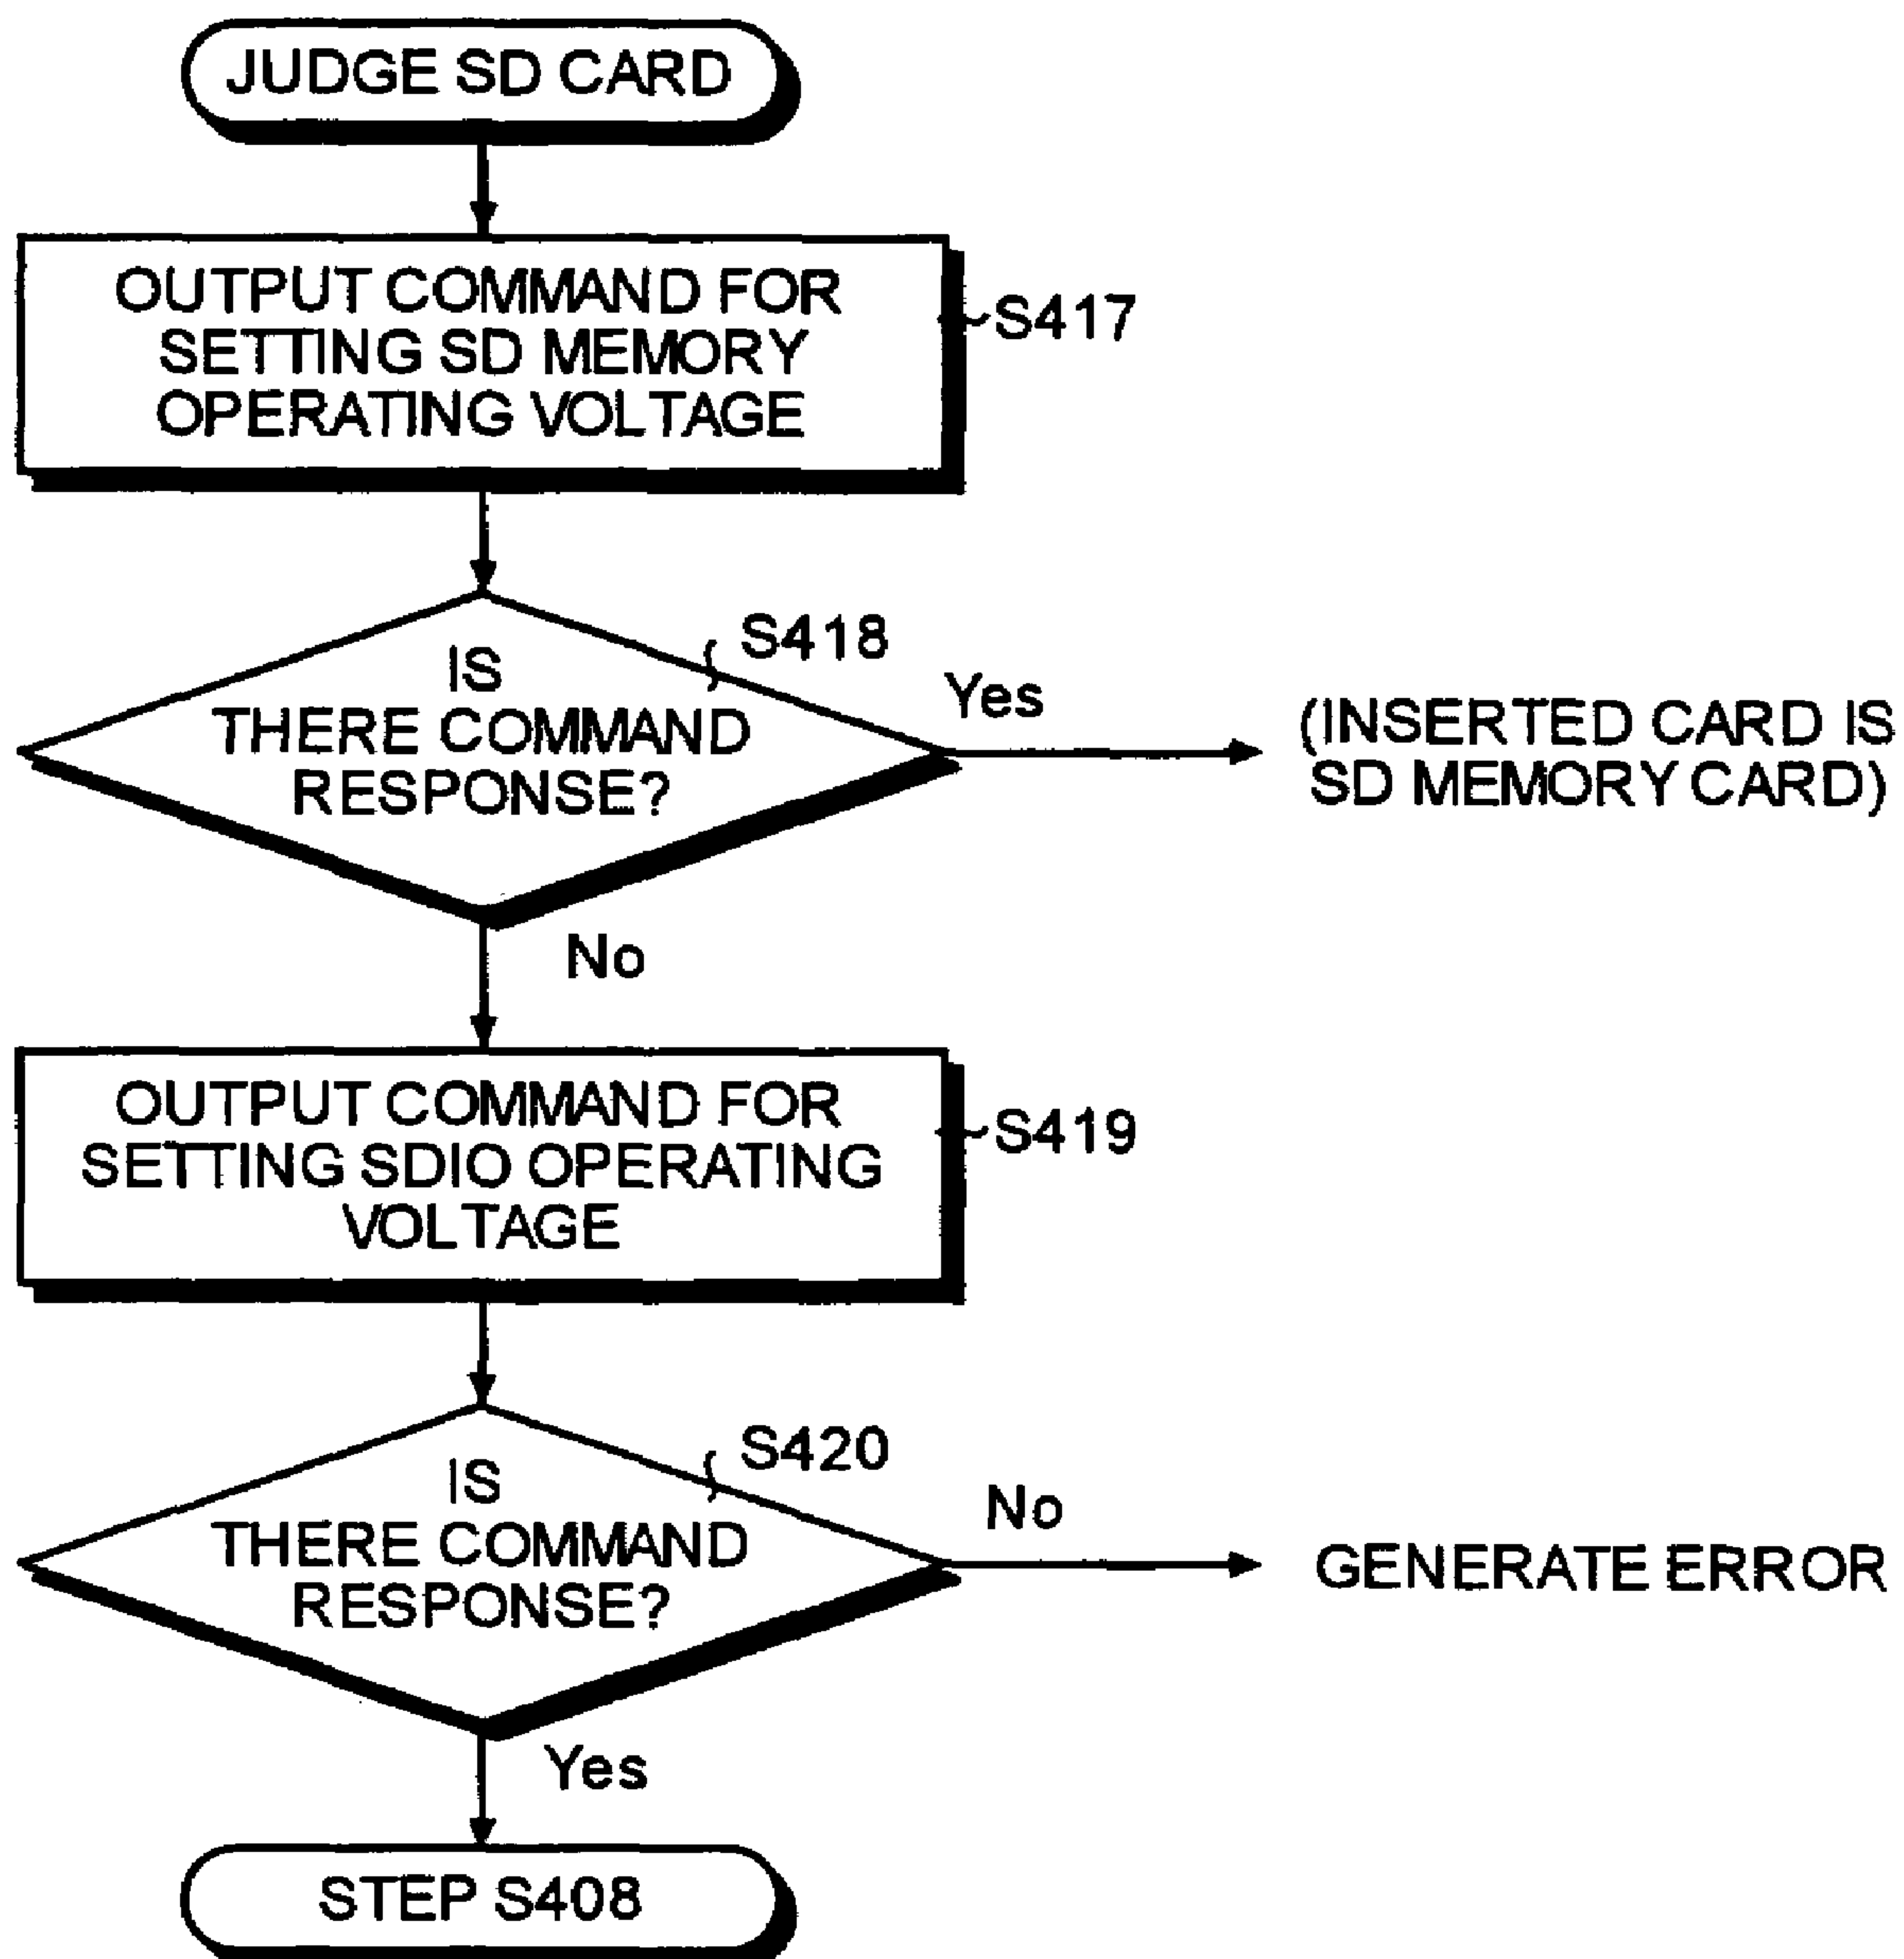 JUDGE SD CARD
OUTPUT COMMAND FOR
SETTING SD MEMORY
OPERATING VOLTAGE
S417
S418
IS
THERE COMMAND
RESPONSE?
Yes
(INSERTED CARD IS
SD MEMORY CARD)
No
OUTPUT COMMAND FOR
SETTING SDIO OPERATING
VOLTAGE
S419
S420
IS
THERE COMMAND
RESPONSE?
No
GENERATE ERROR
Yes
STEP S408